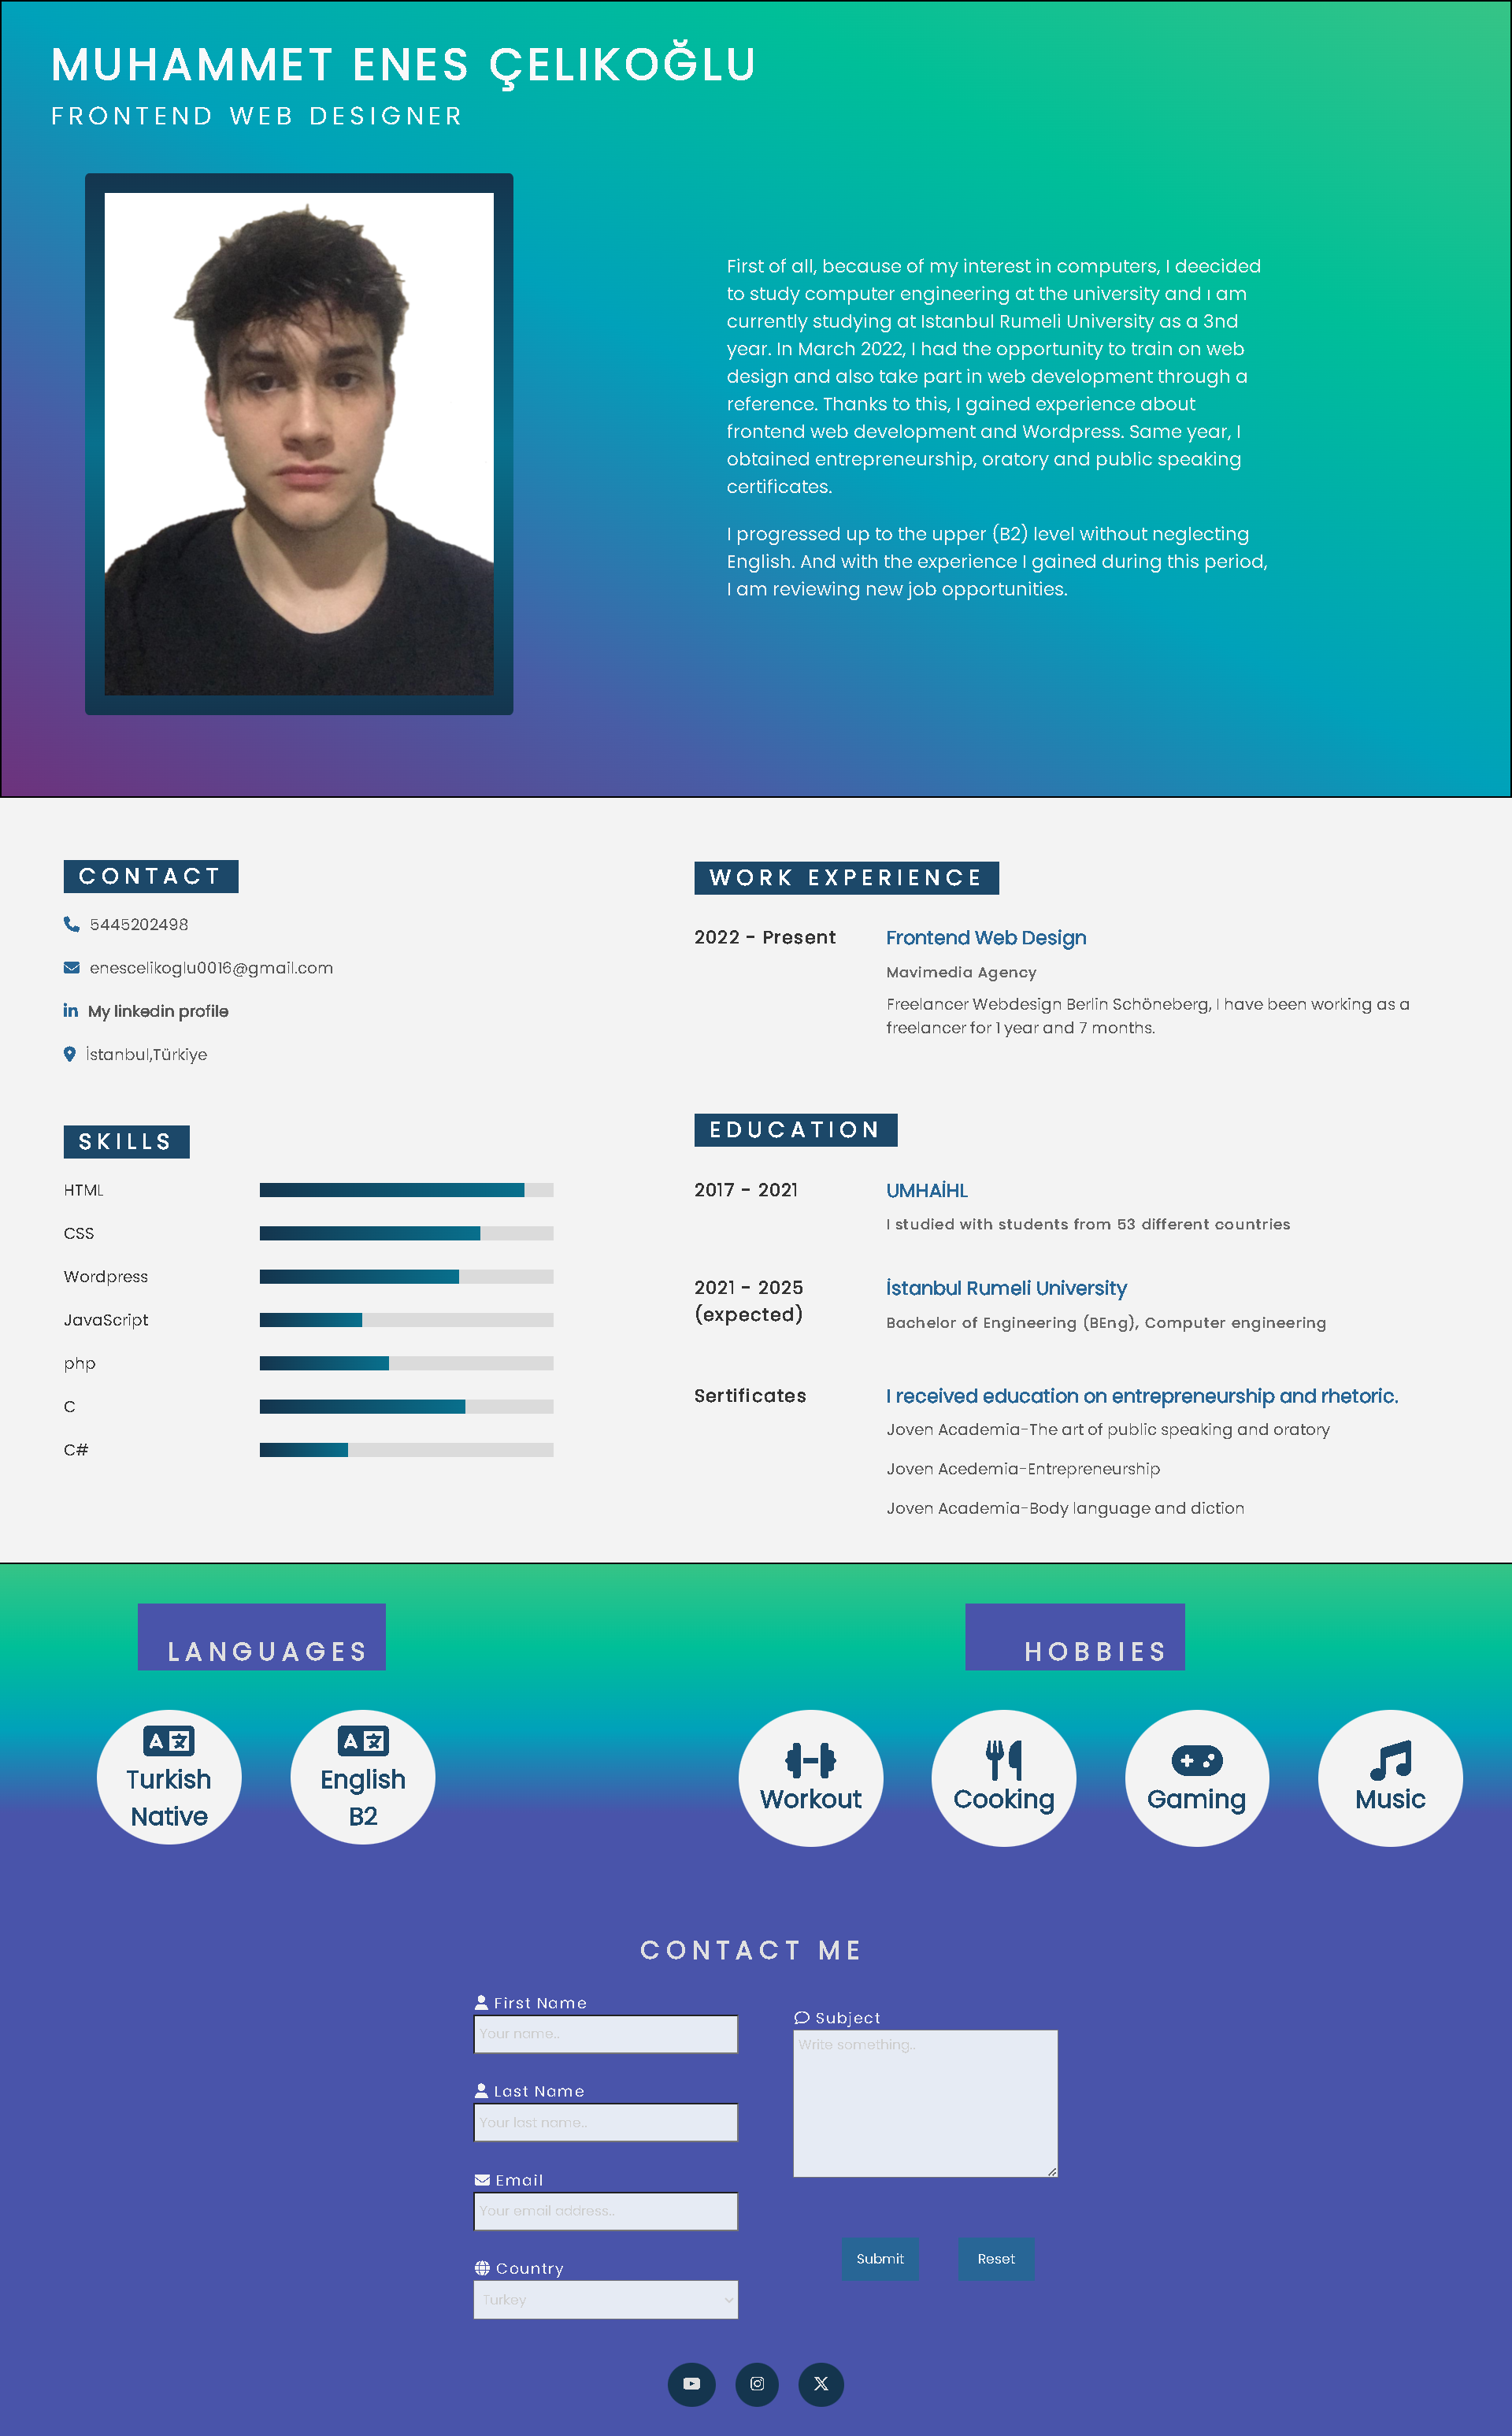 MUHAMMET ENES ÇELIKOĞLU
FRONTEND WEB DESIGNER
First of all, because of my interest in computers, I deecided
to study computer engineering at the university and ı am
currently studying at Istanbul Rumeli University as a 3nd
year. In March 2022, I had the opportunity to train on web
design and also take part in web development through a
reference. Thanks to this, I gained experience about
frontend web development and Wordpress. Same year, I
obtained entrepreneurship, oratory and public speaking
certificates.
I progressed up to the upper (B2) level without neglecting
English. And with the experience I gained during this period,
I am reviewing new job opportunities.
CONTACT
5445202498
enescelikoglu0016@gmail.com
My linkedin profile
İstanbul,Türkiye
SKILLS
HTML
CSS
Wordpress
JavaScript
php
C
C#
WORK EXPERIENCE
2022 - Present
Frontend Web Design
Mavimedia Agency
Freelancer Webdesign Berlin Schöneberg, I have been working as a
freelancer for 1 year and 7 months.
EDUCATION
2017 - 2021
UMHAİHL
I studied with students from 53 different countries
2021 - 2025
(expected)
İstanbul Rumeli University
Bachelor of Engineering (BEng), Computer engineering
Sertificates
I received education on entrepreneurship and rhetoric.
Joven Academia-The art of public speaking and oratory
Joven Acedemia-Entrepreneurship
Joven Academia-Body language and diction
LANGUAGES
Turkish
Native
English
B2
HOBBIES
Workout
Cooking
Gaming
Music
CONTACT ME
First Name
Your name..
Last Name
Your last name..
Email
Your email address..
Country
Turkey
Subject
Write something..
Submit
Reset